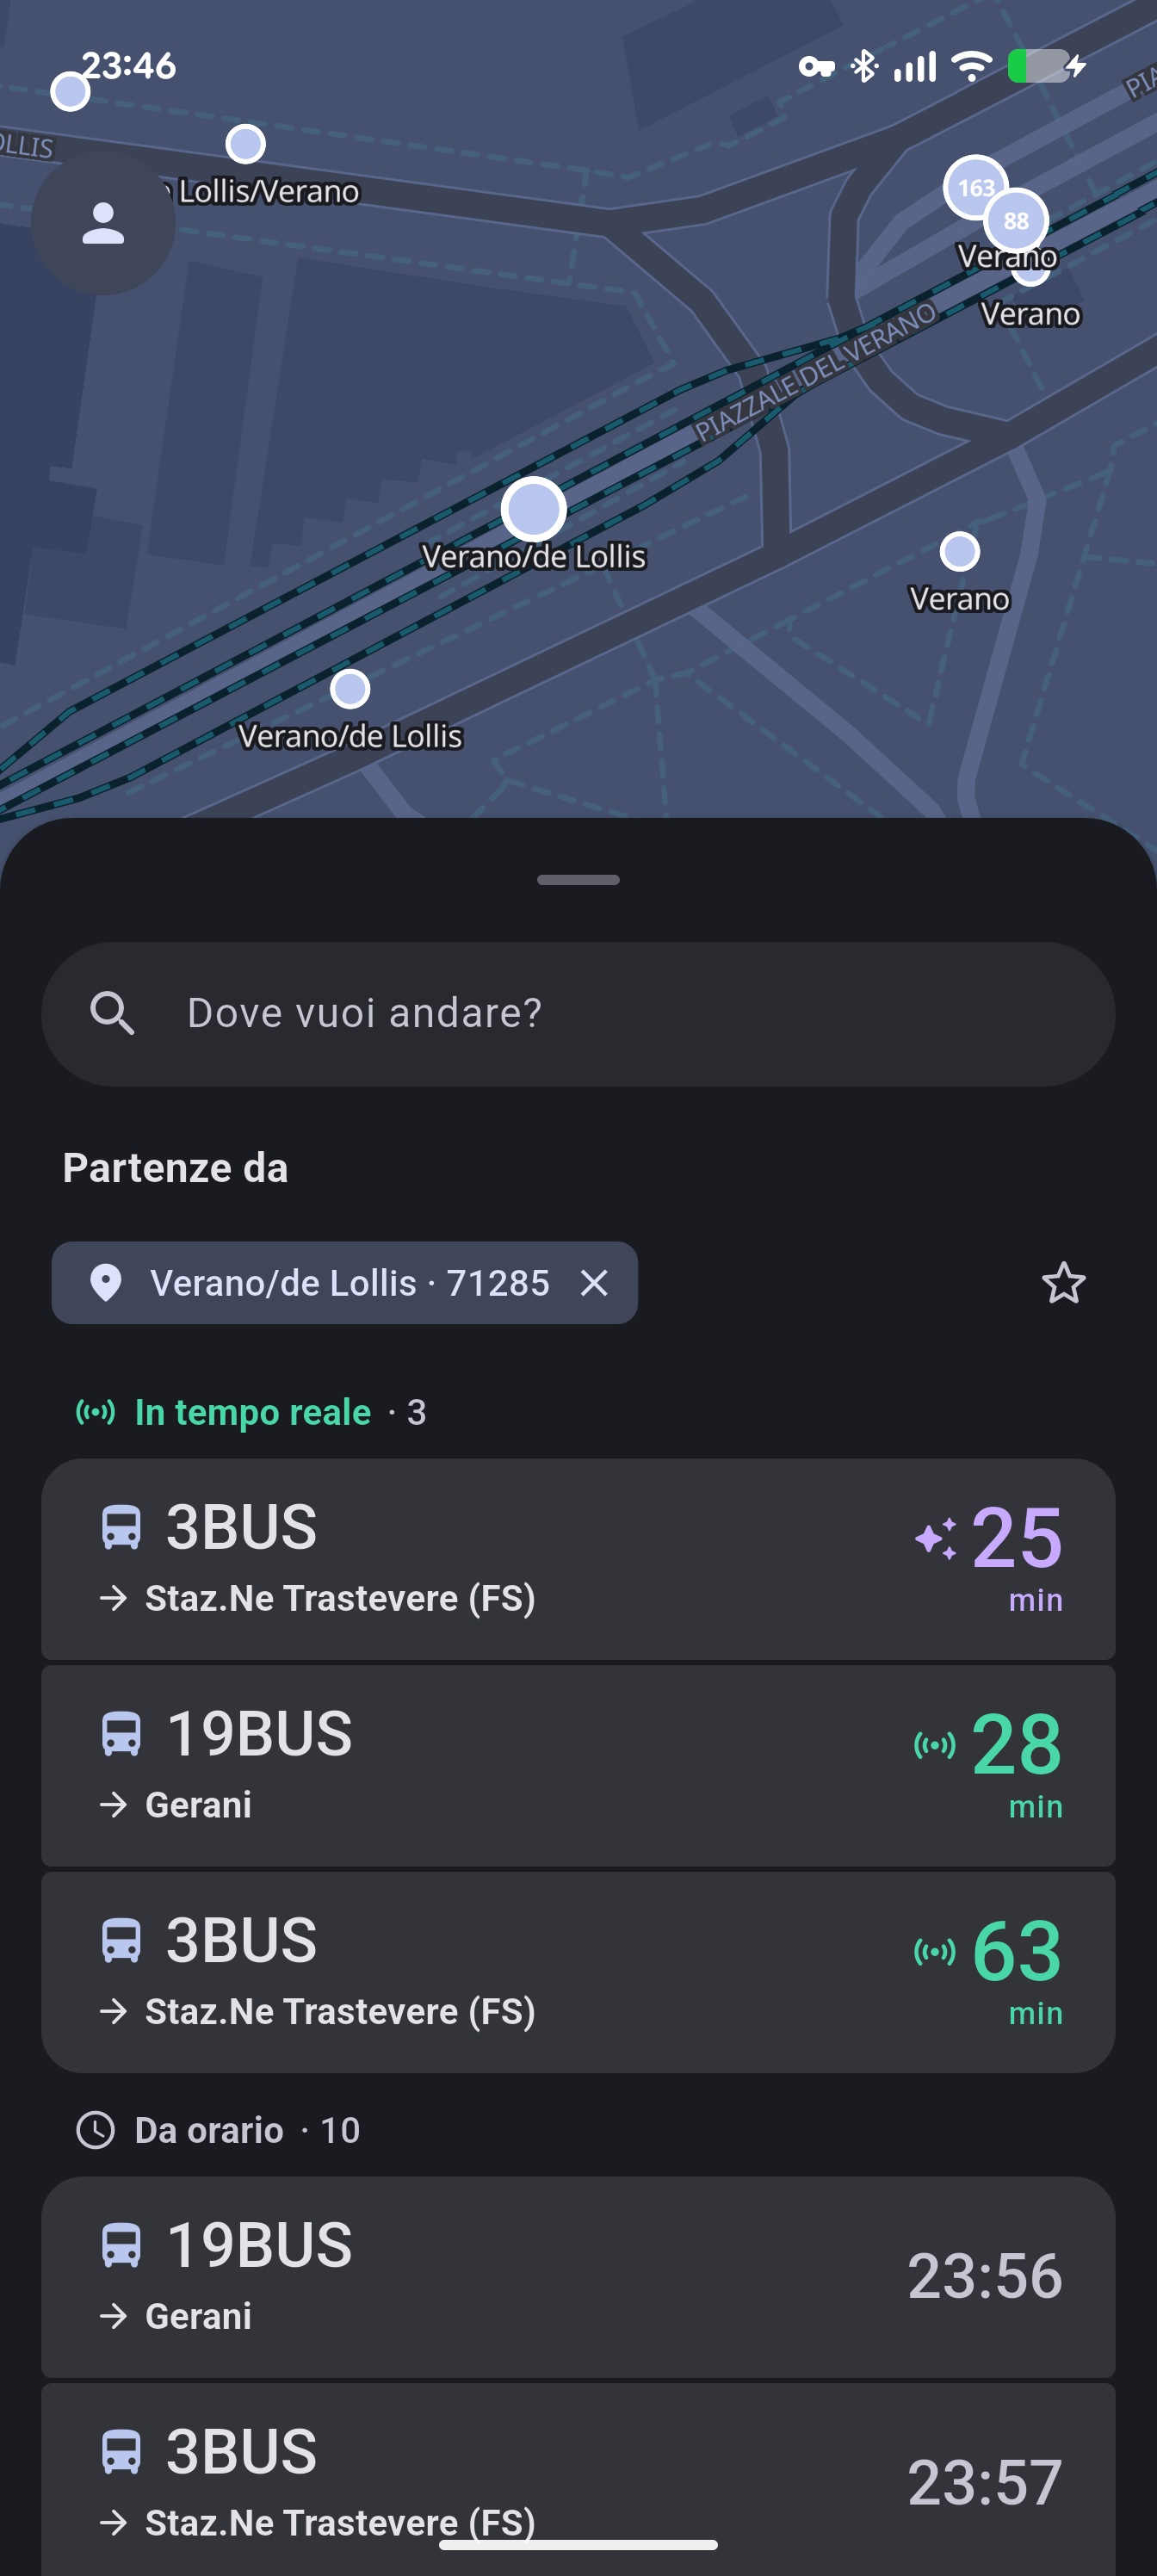 23:46
OLLIS
Lollis/Verano
PIA
163
88
Verano
Verano
PIAZZALE DEL VERANO
Verano/de Lollis
Verano
Verano/de Lollis
Dove vuoi andare?
Partenze da
Verano/de Lollis · 71285
In tempo reale · 3
3BUS
25
→ Staz.Ne Trastevere (FS)
min
19BUS
28
→ Gerani
min
3BUS
63
→ Staz.Ne Trastevere (FS)
min
Da orario · 10
19BUS
23:56
→ Gerani
3BUS
23:57
→ Staz.Ne Trastevere (FS)